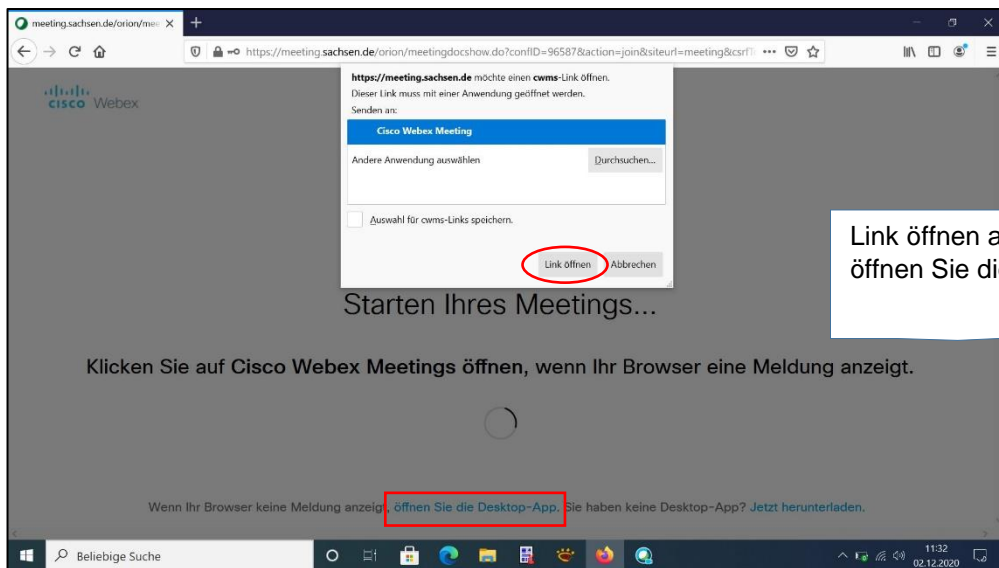 meeting.sachsen.de/orion/mee
https://meeting.sachsen.de/orion/meetingdocshow.do?confID=96587&action=join&siteurl=meeting&csrf
cisco Webex
https://meeting.sachsen.de möchte einen cwms-Link öffnen.
Dieser Link muss mit einer Anwendung geöffnet werden.
Senden an:
Cisco Webex Meeting
Andere Anwendung auswählen
Durchsuchen...
Auswahl für cwms-Links speichern.
Link öffnen
Abbrechen
Link öffnen a
öffnen Sie di
Starten Ihres Meetings...
Klicken Sie auf Cisco Webex Meetings öffnen, wenn Ihr Browser eine Meldung anzeigt.
Wenn Ihr Browser keine Meldung anzeigt, öffnen Sie die Desktop-App. Sie haben keine Desktop-App? Jetzt herunterladen.
Beliebige Suche
11:32
02.12.2020